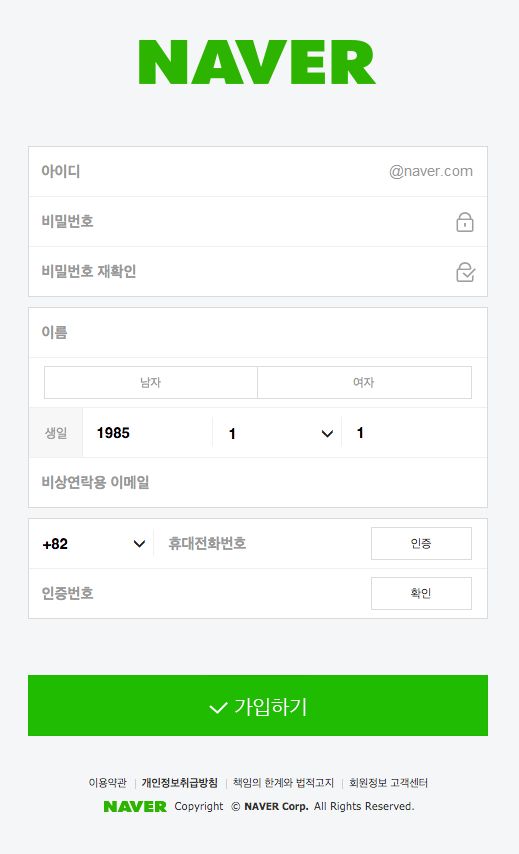 NAVER
아이디 @naver.com
비밀번호
비밀번호 재확인
이름
남자 여자
생일 1985 1 1
비상연락용 이메일
+82 휴대전화번호 인증
인증번호 확인
가입하기
이용약관 | 개인정보취급방침 | 책임의 한계와 법적고지 | 회원정보 고객센터
NAVER Copyright © NAVER Corp. All Rights Reserved.